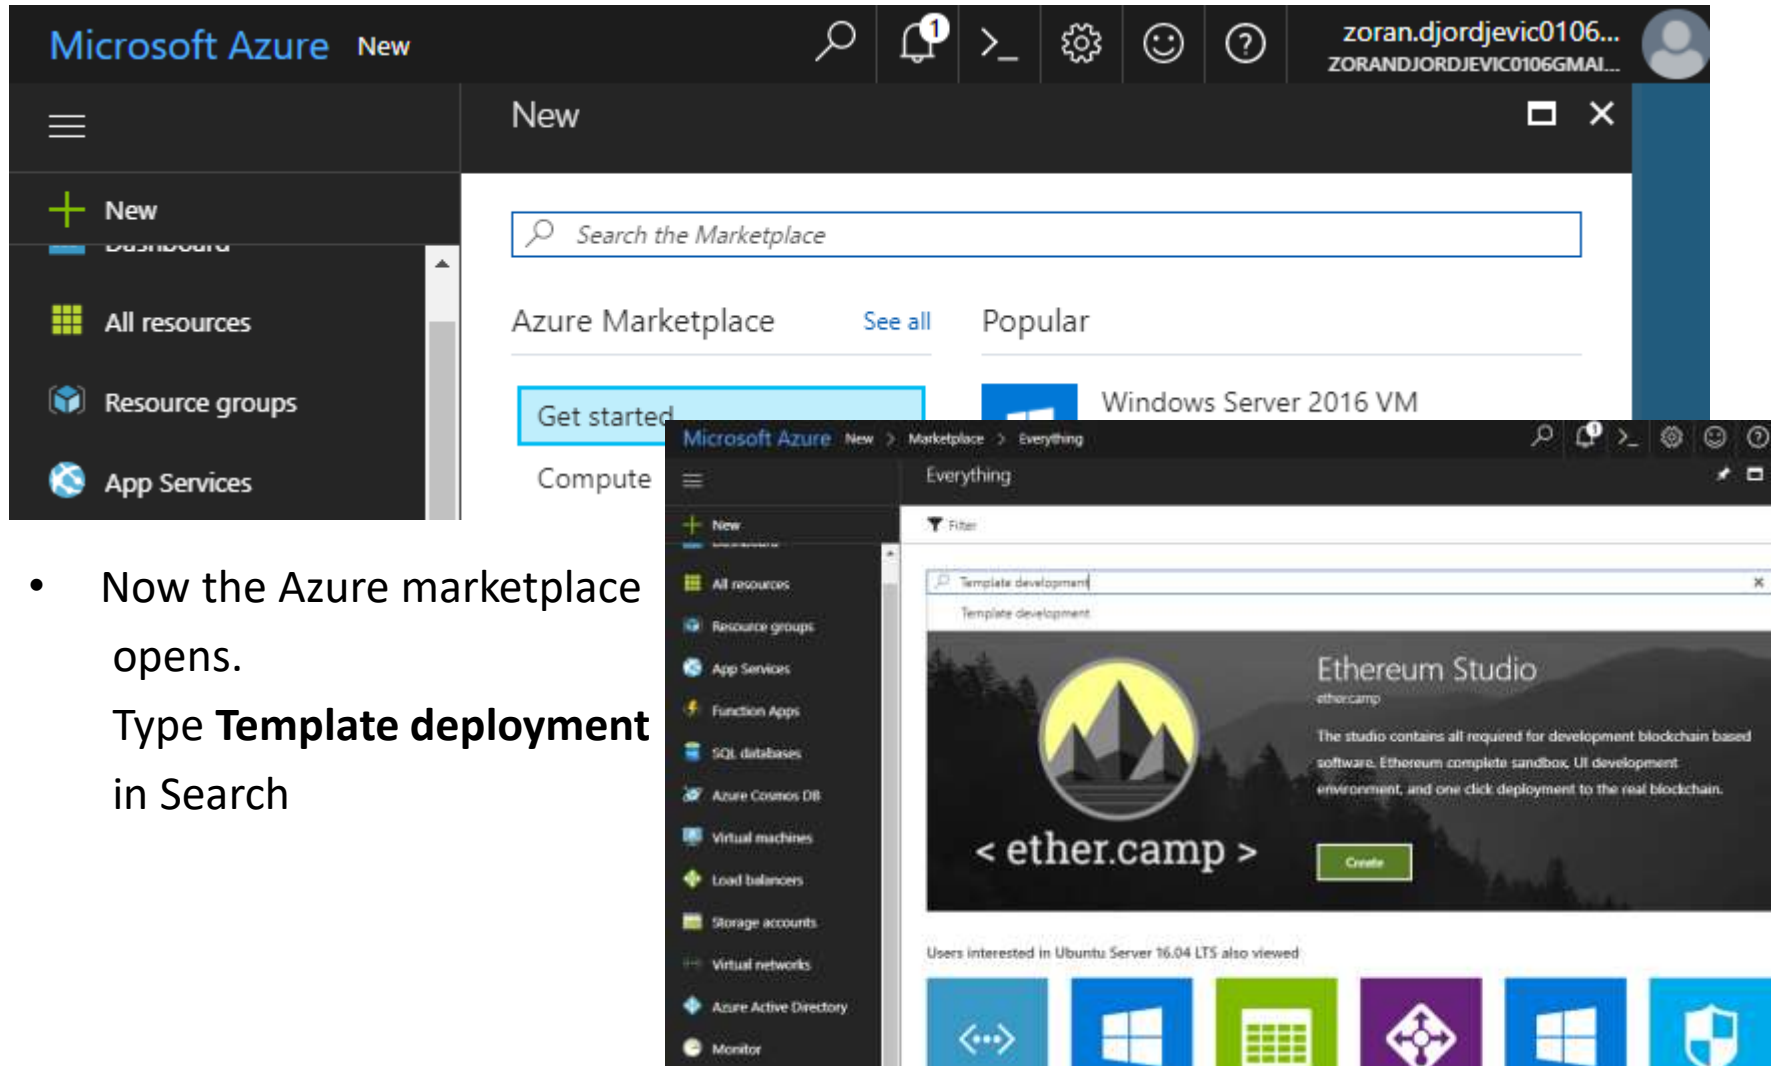 Microsoft Azure New
1
>_
zoran.djordjevic0106...
ZORANDJORDJEVIC0106GMAI...
New
New
Dashboard
All resources
Resource groups
App Services
Search the Marketplace
Azure Marketplace See all
Get started
Compute
Popular
Windows Server 2016 VM
• Now the Azure marketplace
opens.
Type Template deployment
in Search
Microsoft Azure New > Marketplace > Everything
>_
Everything
New
Dashboard
All resources
Resource groups
App Services
Function Apps
SQL databases
Azure Cosmos DB
Virtual machines
Load balancers
Storage accounts
Virtual networks
Azure Active Directory
Monitor
Filter
Template development
Template development
< ether.camp >
Ethereum Studio
ether.camp
The studio contains all required for development blockchain based
software. Ethereum complete sandbox, UI development
environment, and one click deployment to the real blockchain.
Create
Users interested in Ubuntu Server 16.04 LTS also viewed